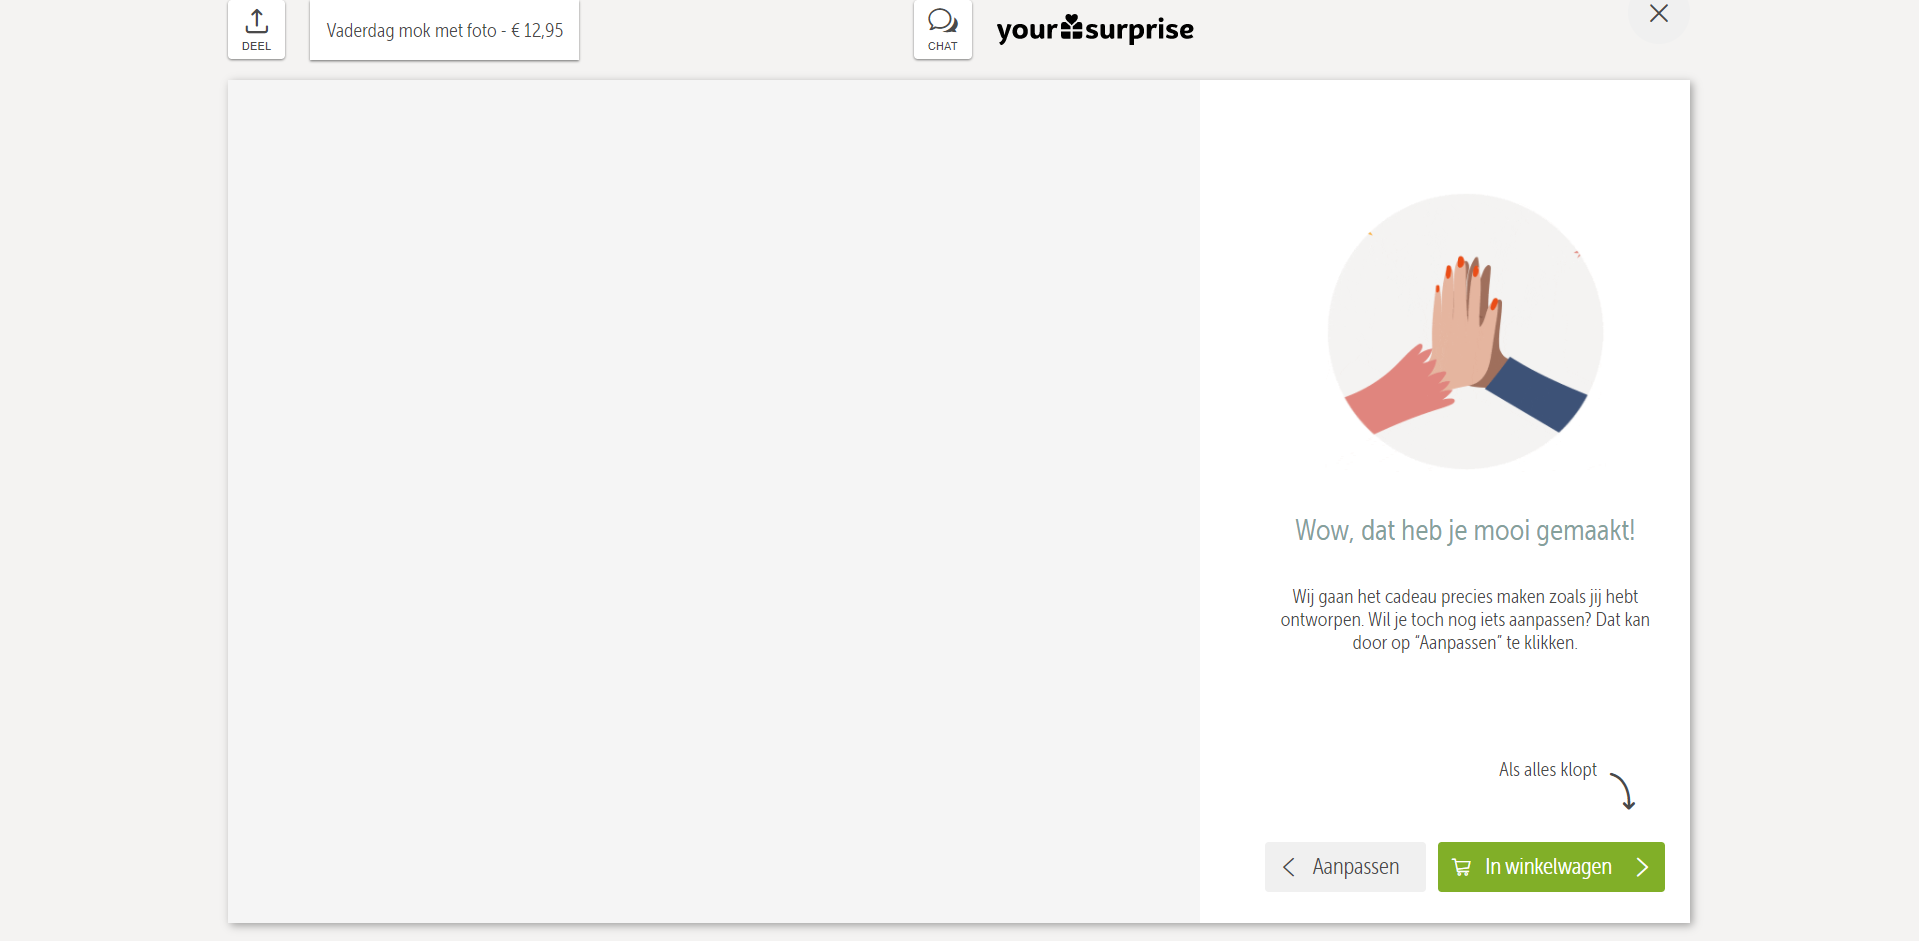 DEEL
Vaderdag mok met foto - € 12,95
CHAT
yoursurprise
Wow, dat heb je mooi gemaakt!
Wij gaan het cadeau precies maken zoals jij hebt
ontworpen. Wil je toch nog iets aanpassen? Dat kan
door op “Aanpassen” te klikken.
Als alles klopt
Aanpassen
In winkelwagen